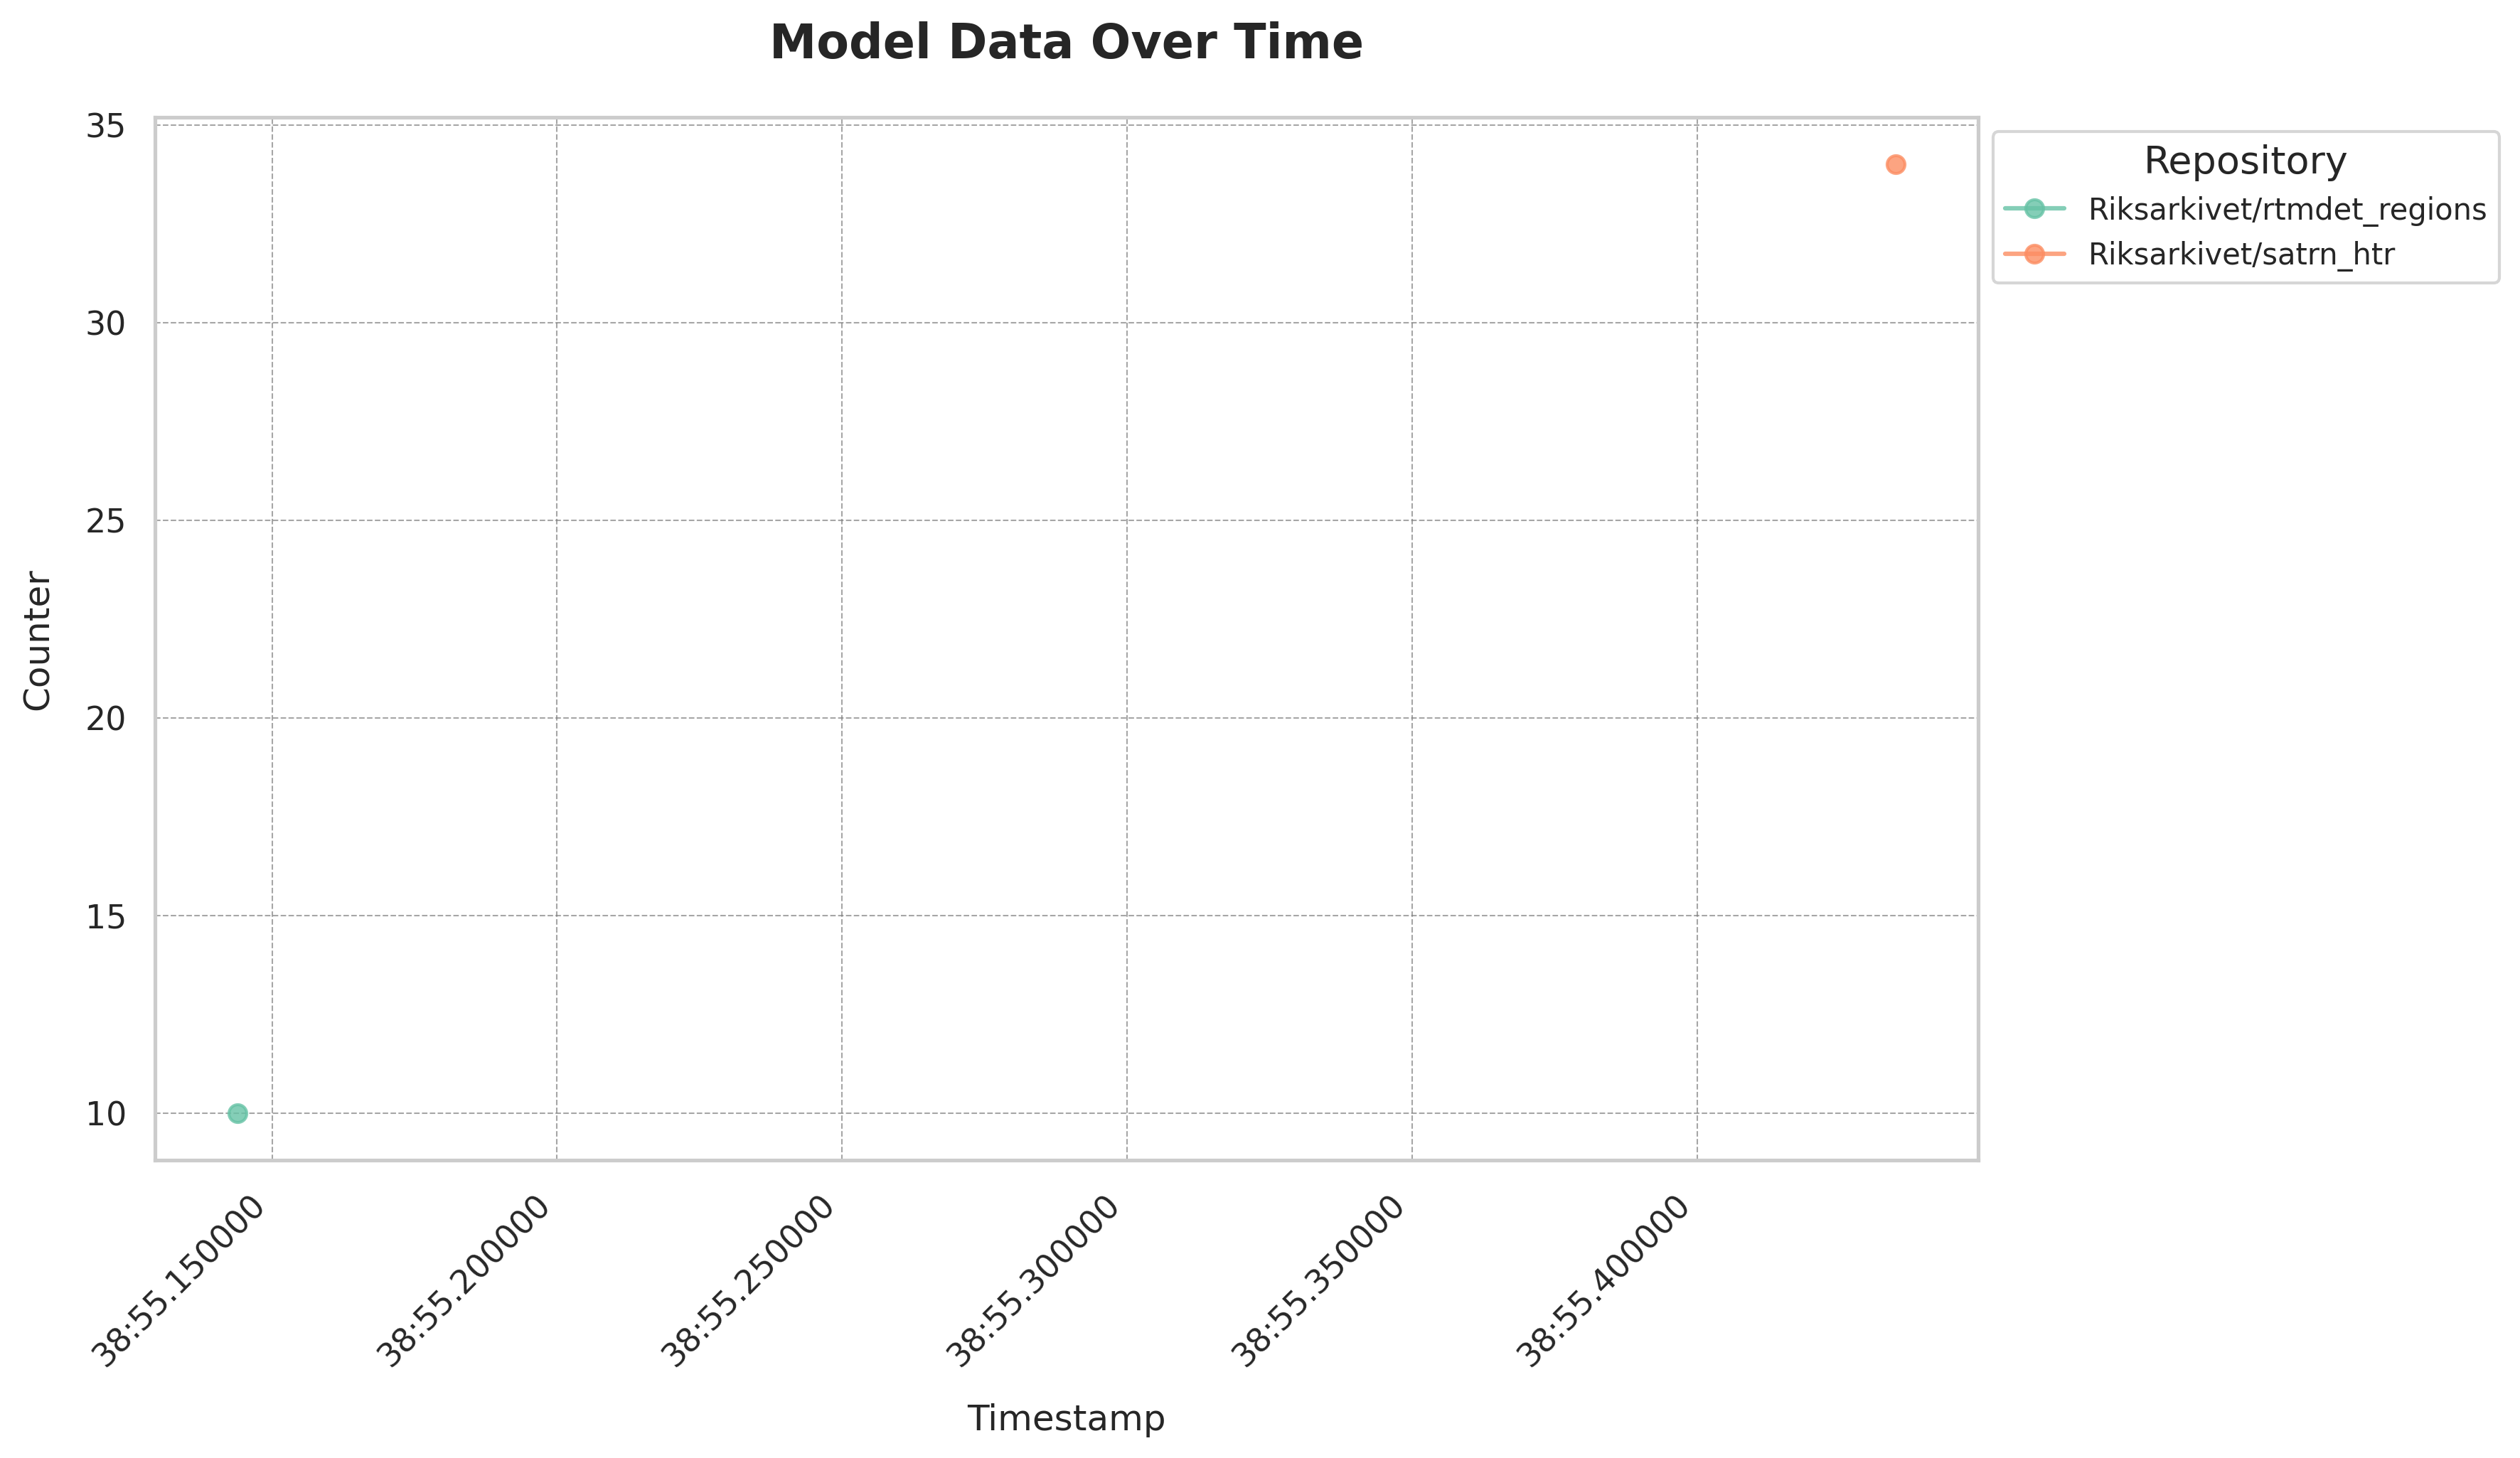 Model Data Over Time
35
30
25
20
15
10
Counter
38:55.150000
38:55.200000
38:55.250000
38:55.300000
38:55.350000
38:55.400000
Timestamp
Repository
Riksarkivet/rtmdet_regions
Riksarkivet/satrn_htr